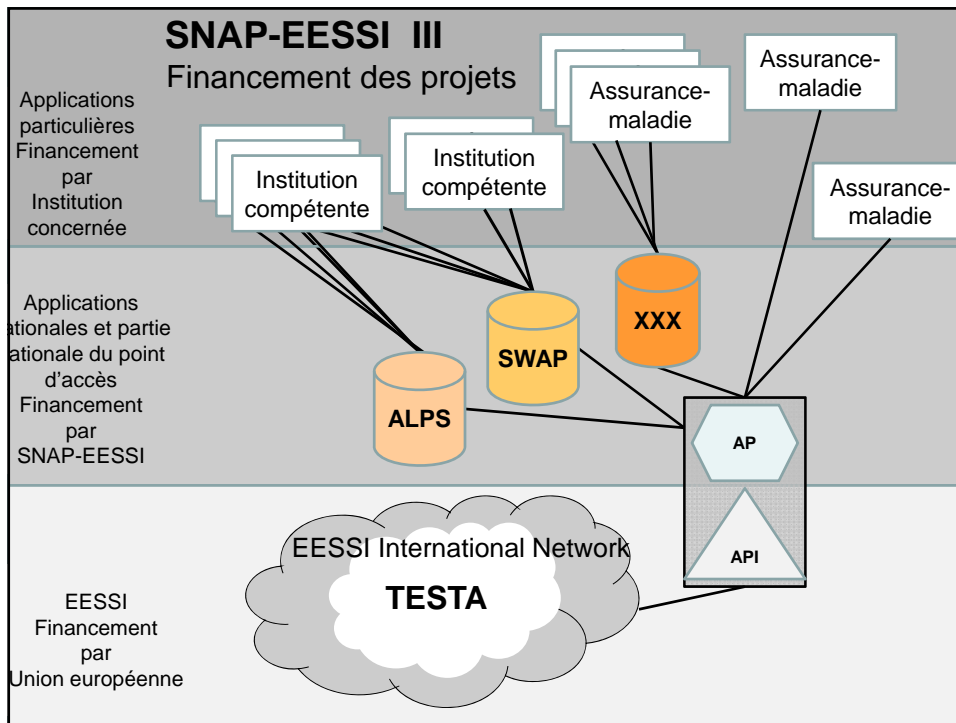 SNAP-EESSI III
Financement des projets
Applications
particulières
Financement
par
Institution
concernée
Institution
compétente
Institution
compétente
Assurance-
maladie
Assurance-
maladie
Assurance-
maladie
Applications
ationales et partie
ationale du point
d'accès
Financement
par
SNAP-EESSI
XXX
SWAP
ALPS
AP
API
EESSI International Network
TESTA
EESSI
Financement
par
Union européenne